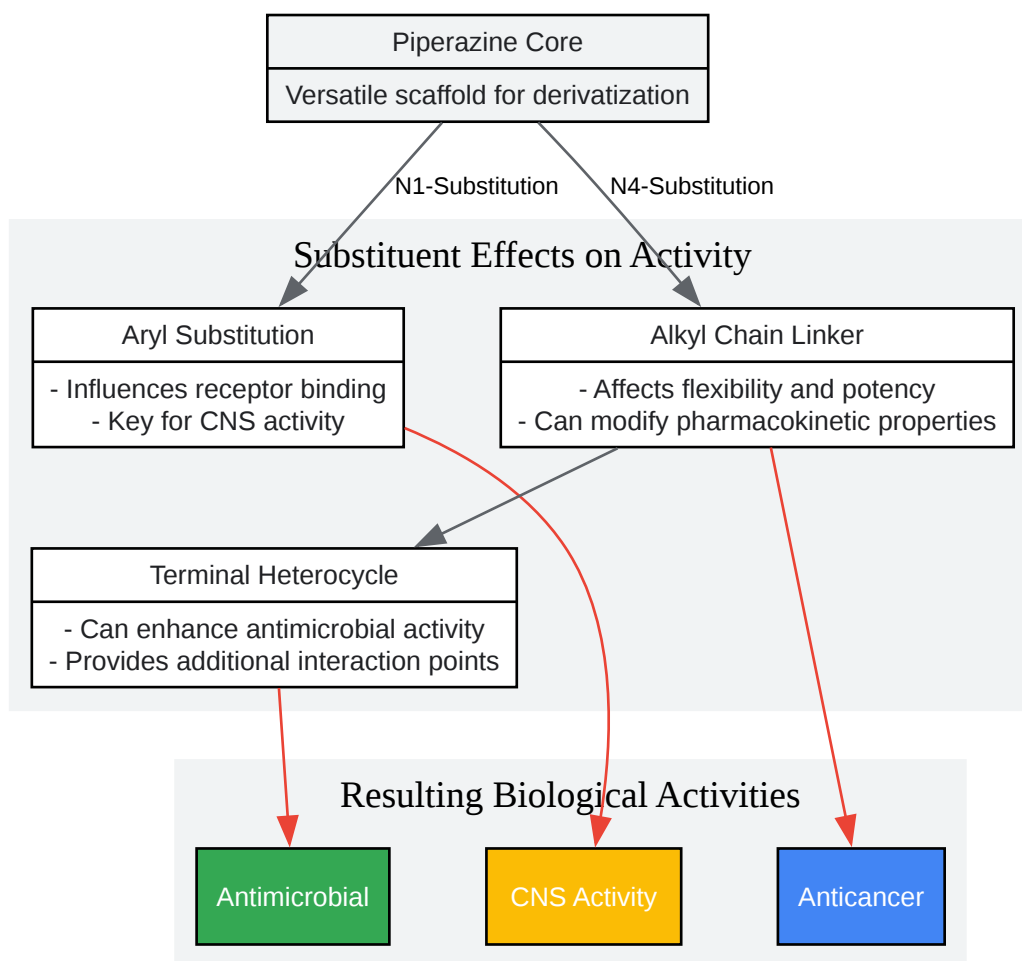 Piperazine Core
Versatile scaffold for derivatization
N1-Substitution
N4-Substitution
Substituent Effects on Activity
Aryl Substitution
- Influences receptor binding
- Key for CNS activity
Alkyl Chain Linker
- Affects flexibility and potency
- Can modify pharmacokinetic properties
Terminal Heterocycle
- Can enhance antimicrobial activity
- Provides additional interaction points
Resulting Biological Activities
Antimicrobial
CNS Activity
Anticancer